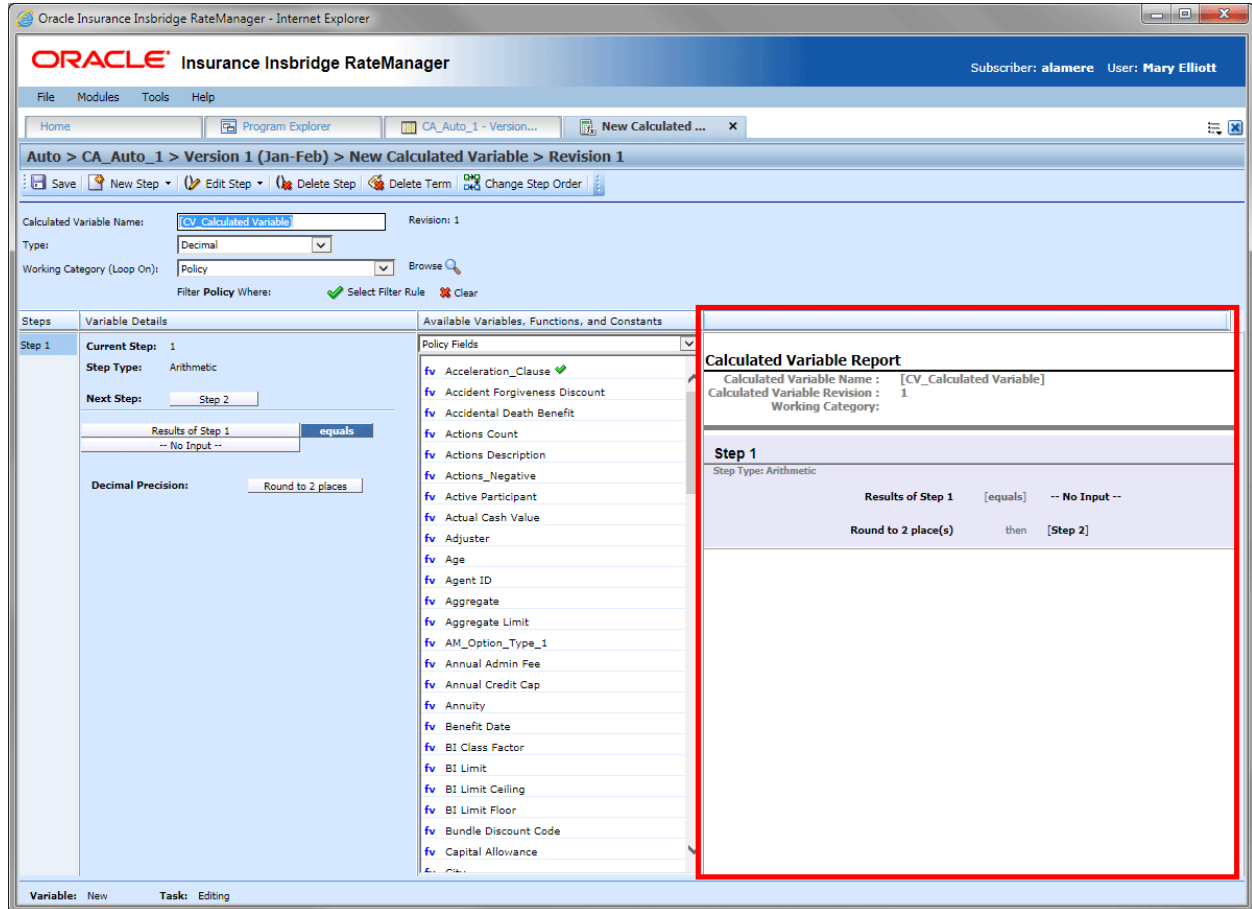 Oracle Insurance Insbridge RateManager - Internet Explorer
ORACLE Insurance Insbridge RateManager
Subscriber: alamere User: Mary Elliott
File Modules Tools Help
Home Program Explorer CA_Auto_1 - Version... New Calculated ... x
Auto > CA_Auto_1 > Version 1 (Jan-Feb) > New Calculated Variable > Revision 1
Save New Step Edit Step Delete Step Delete Term Change Step Order
Calculated Variable Name: [CV_Calculated Variable] Revision: 1
Type: Decimal
Working Category (Loop On): Policy Browse
Filter Policy Where: Select Filter Rule Clear
Steps Variable Details Available Variables, Functions, and Constants
Step 1
Current Step: 1
Step Type: Arithmetic
Next Step: Step 2
Results of Step 1 equals
-- No Input --
Decimal Precision: Round to 2 places
Policy Fields
fv Acceleration_Clause
fv Accident Forgiveness Discount
fv Accidental Death Benefit
fv Actions Count
fv Actions Description
fv Actions_Negative
fv Active Participant
fv Actual Cash Value
fv Adjuster
fv Age
fv Agent ID
fv Aggregate
fv Aggregate Limit
fv AM_Option_Type_1
fv Annual Admin Fee
fv Annual Credit Cap
fv Annuity
fv Benefit Date
fv BI Class Factor
fv BI Limit
fv BI Limit Ceiling
fv BI Limit Floor
fv Bundle Discount Code
fv Capital Allowance
fv City
Calculated Variable Report
Calculated Variable Name : [CV_Calculated Variable]
Calculated Variable Revision : 1
Working Category:
Step 1
Step Type: Arithmetic
Results of Step 1 [equals] -- No Input --
Round to 2 place(s) then [Step 2]
Variable: New Task: Editing